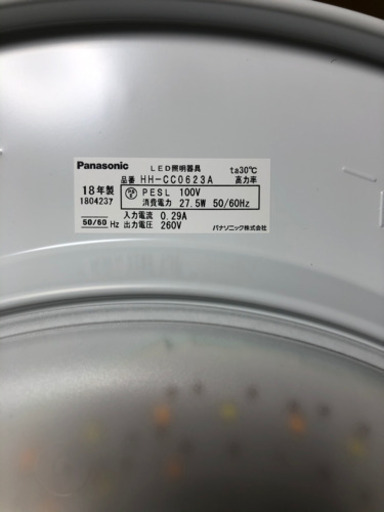 Panasonic LED照明器具 ta30℃
品番 HH-CC0623A 高力率
18年製 PESL 100V
1804237 消費電力 27.5W 50/60Hz
入力電流 0.29A
50/60 Hz 出力電圧 260V パナソニック株式会社